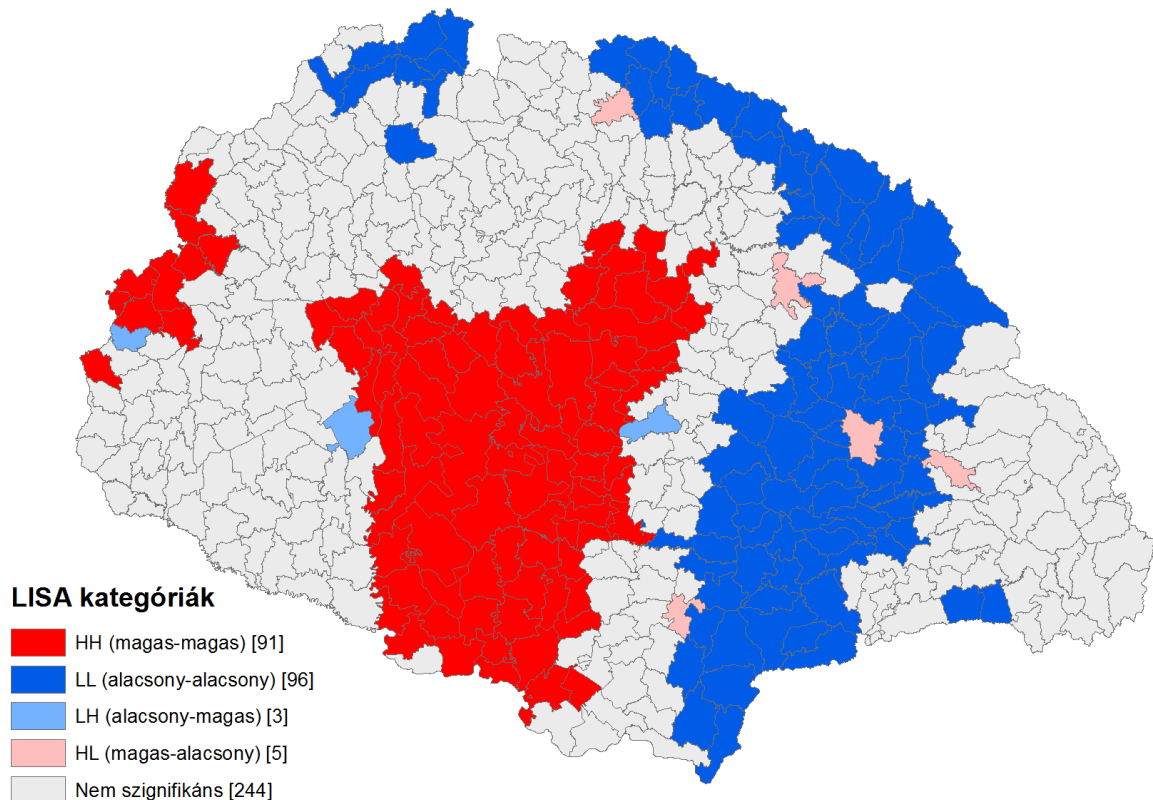 LISA kategóriák
HH (magas-magas) [91]
LL (alacsony-alacsony) [96]
LH (alacsony-magas) [3]
HL (magas-alacsony) [5]
Nem szignifikáns [244]